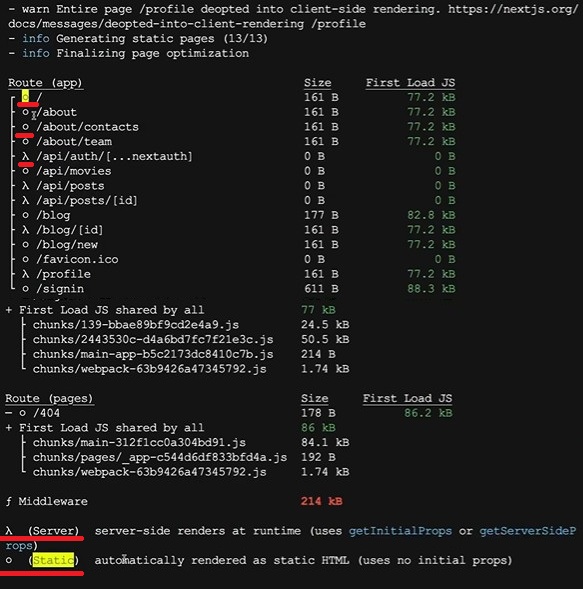 - warn Entire page /profile deopted into client-side rendering. https://nextjs.org/
docs/messages/deopted-into-client-rendering /profile
- info Generating static pages (13/13)
- info Finalizing page optimization
Route (app) Size First Load JS
┌ ○ / 161 B 77.2 kB
├ ○ /about 161 B 77.2 kB
├ ○ /about/contacts 161 B 77.2 kB
├ ○ /about/team 161 B 77.2 kB
├ λ /api/auth/[...nextauth] 0 B 0 B
├ ○ /api/movies 0 B 0 B
├ λ /api/posts 0 B 0 B
├ λ /api/posts/[id] 0 B 0 B
├ ○ /blog 177 B 82.8 kB
├ λ /blog/[id] 161 B 77.2 kB
├ ○ /blog/new 161 B 77.2 kB
├ ○ /favicon.ico 0 B 0 B
├ λ /profile 161 B 77.2 kB
└ ○ /signin 611 B 88.3 kB
+ First Load JS shared by all 77 kB
├ chunks/139-bbae89bf9cd2e4a9.js 24.5 kB
├ chunks/2443530c-d4a6bd7fc7f21e3c.js 50.5 kB
├ chunks/main-app-b5c2173dc8410c7b.js 214 B
└ chunks/webpack-63b9426a47345792.js 1.74 kB
Route (pages) Size First Load JS
─ ○ /404 178 B 86.2 kB
+ First Load JS shared by all 86 kB
├ chunks/main-312f1cc0a304bd91.js 84.1 kB
├ chunks/pages/_app-c544d6df833bfd4a.js 192 B
└ chunks/webpack-63b9426a47345792.js 1.74 kB
ƒ Middleware 214 kB
λ (Server) server-side renders at runtime (uses getInitialProps or getServerSideP
rops)
○ (Static) automatically rendered as static HTML (uses no initial props)